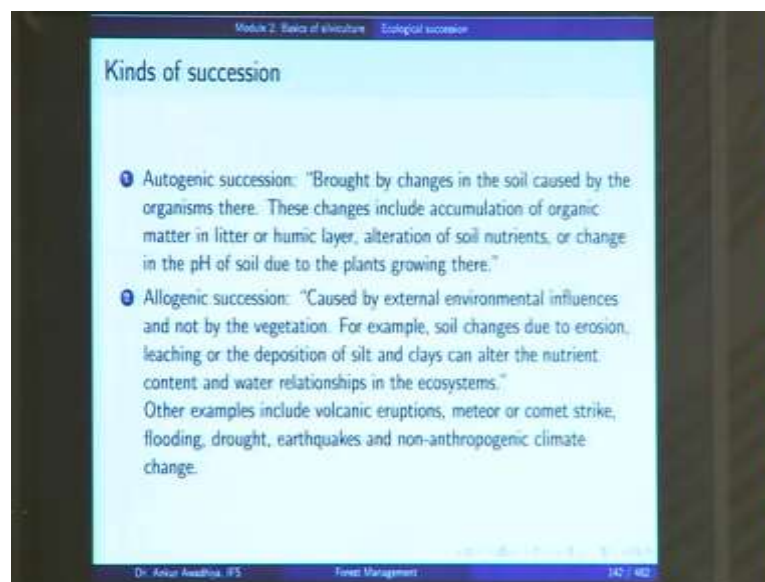 Module 2: Basics of silviculture Ecological succession
Kinds of succession
1 Autogenic succession: "Brought by changes in the soil caused by the
organisms there. These changes include accumulation of organic
matter in litter or humic layer, alteration of soil nutrients, or change
in the pH of soil due to the plants growing there."
2 Allogenic succession: "Caused by external environmental influences
and not by the vegetation. For example, soil changes due to erosion,
leaching or the deposition of silt and clays can alter the nutrient
content and water relationships in the ecosystems."
Other examples include volcanic eruptions, meteor or comet strike,
flooding, drought, earthquakes and non-anthropogenic climate
change.
Dr. Ankur Awadhiya, IFS Forest Management 142 / 482